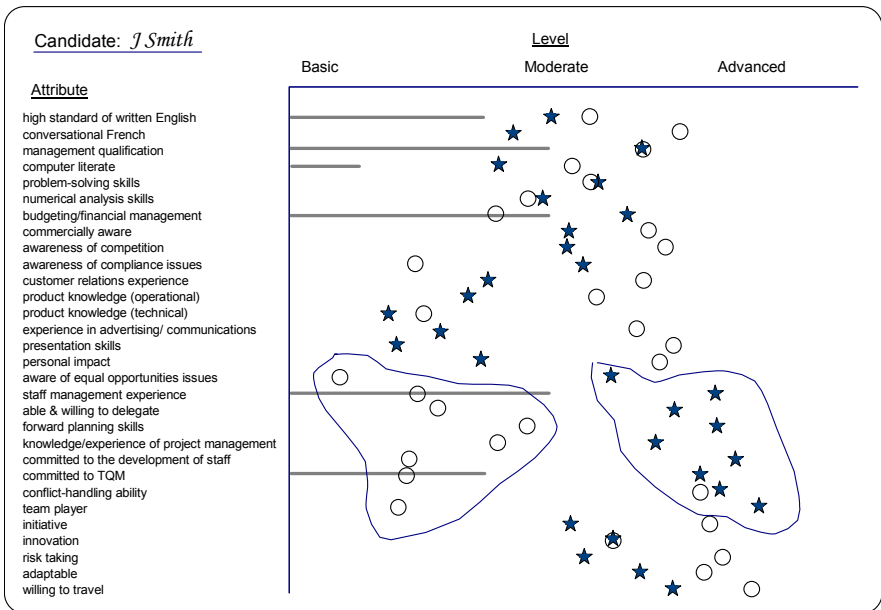 Candidate: J Smith
Level
Basic Moderate Advanced
Attribute
high standard of written English
conversational French
management qualification
computer literate
problem-solving skills
numerical analysis skills
budgeting/financial management
commercially aware
awareness of competition
awareness of compliance issues
customer relations experience
product knowledge (operational)
product knowledge (technical)
experience in advertising/ communications
presentation skills
personal impact
aware of equal opportunities issues
staff management experience
able & willing to delegate
forward planning skills
knowledge/experience of project management
committed to the development of staff
committed to TQM
conflict-handling ability
team player
initiative
innovation
risk taking
adaptable
willing to travel